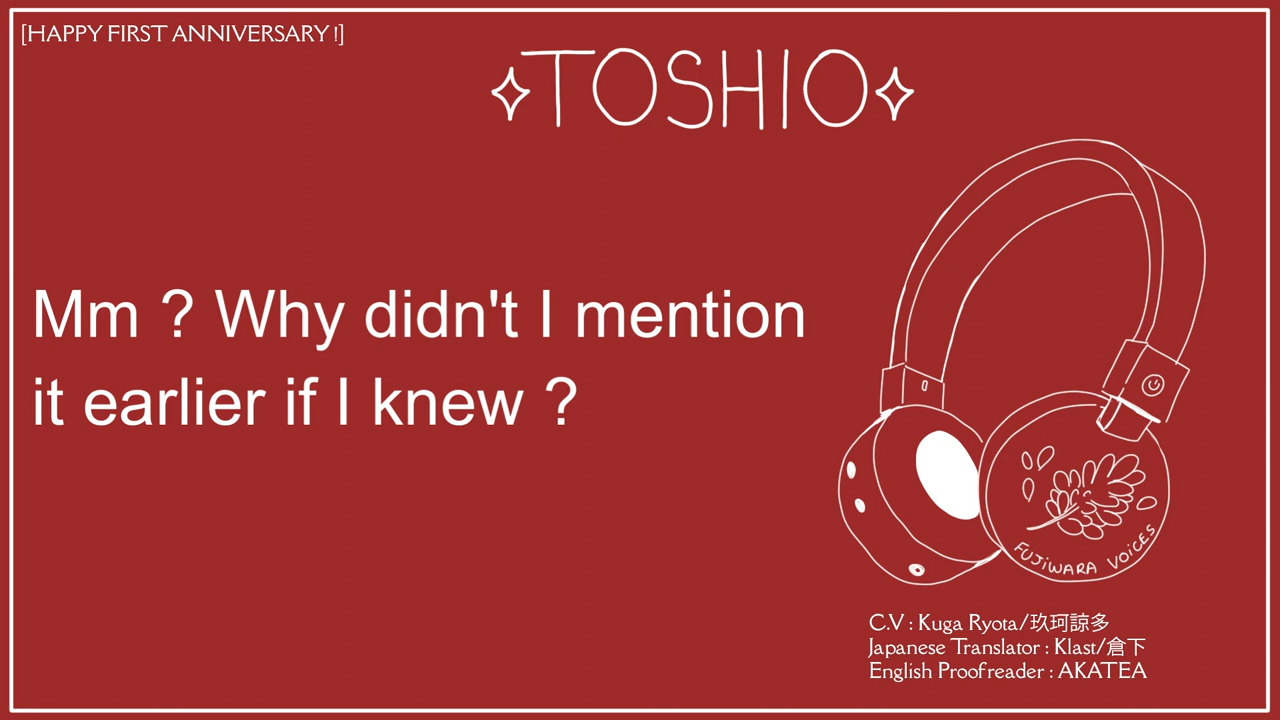 [HAPPY FIRST ANNIVERSARY !]
TOSHIO
Mm ? Why didn't I mention
it earlier if I knew ?
FUJIWARA VOICES
C.V : Kuga Ryota/玖珂諒多
Japanese Translator : Klast/倉下
English Proofreader : AKATEA